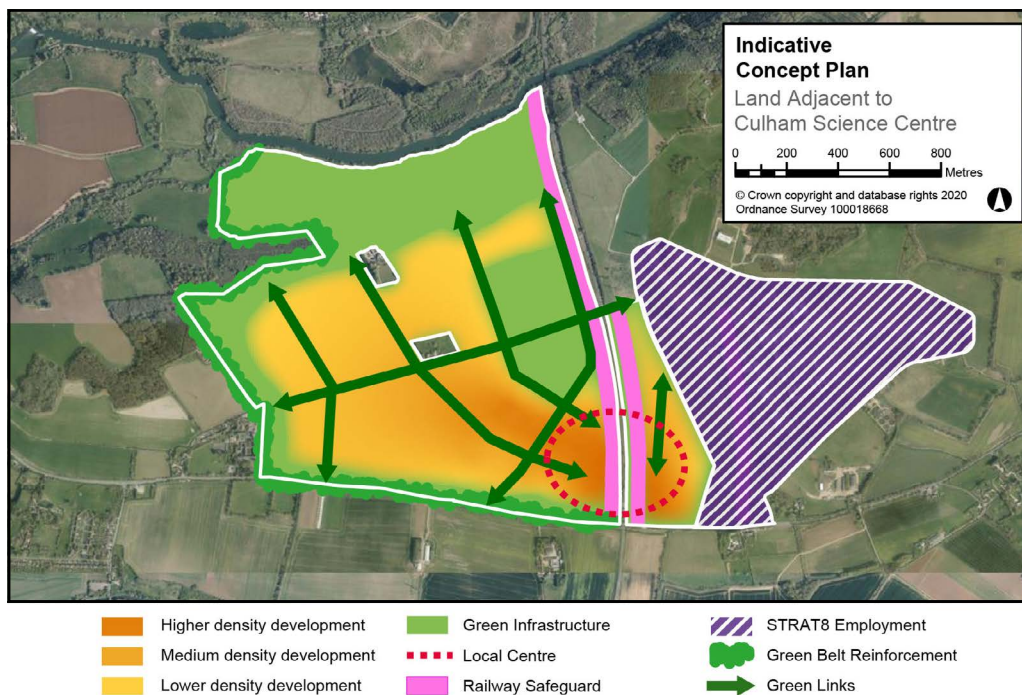 Indicative
Concept Plan
Land Adjacent to
Culham Science Centre
0 200 400 600 800
Metres
© Crown copyright and database rights 2020
Ordnance Survey 100018668
Higher density development
Medium density development
Lower density development
Green Infrastructure
Local Centre
Railway Safeguard
STRAT8 Employment
Green Belt Reinforcement
Green Links